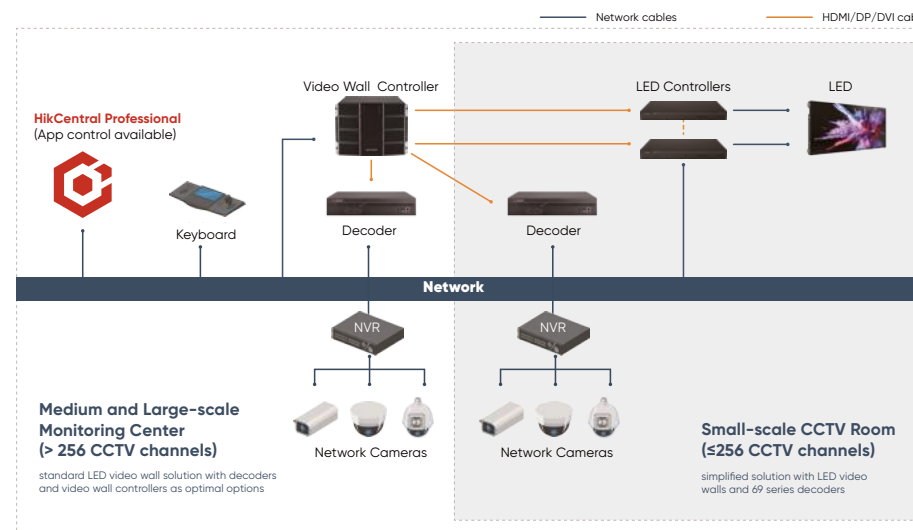 Network cables
HDMI/DP/DVI
Video Wall Controller
LED Controllers
LED
HikCentral Professional
(App control available)
Keyboard
Decoder
Decoder
Network
NVR
NVR
Network Cameras
Network Cameras
Medium and Large-scale
Monitoring Center
(> 256 CCTV channels)
standard LED video wall solution with decoders
and video wall controllers as optimal options
Small-scale CCTV Room
(≤256 CCTV channels)
simplified solution with LED video
walls and 69 series decoders